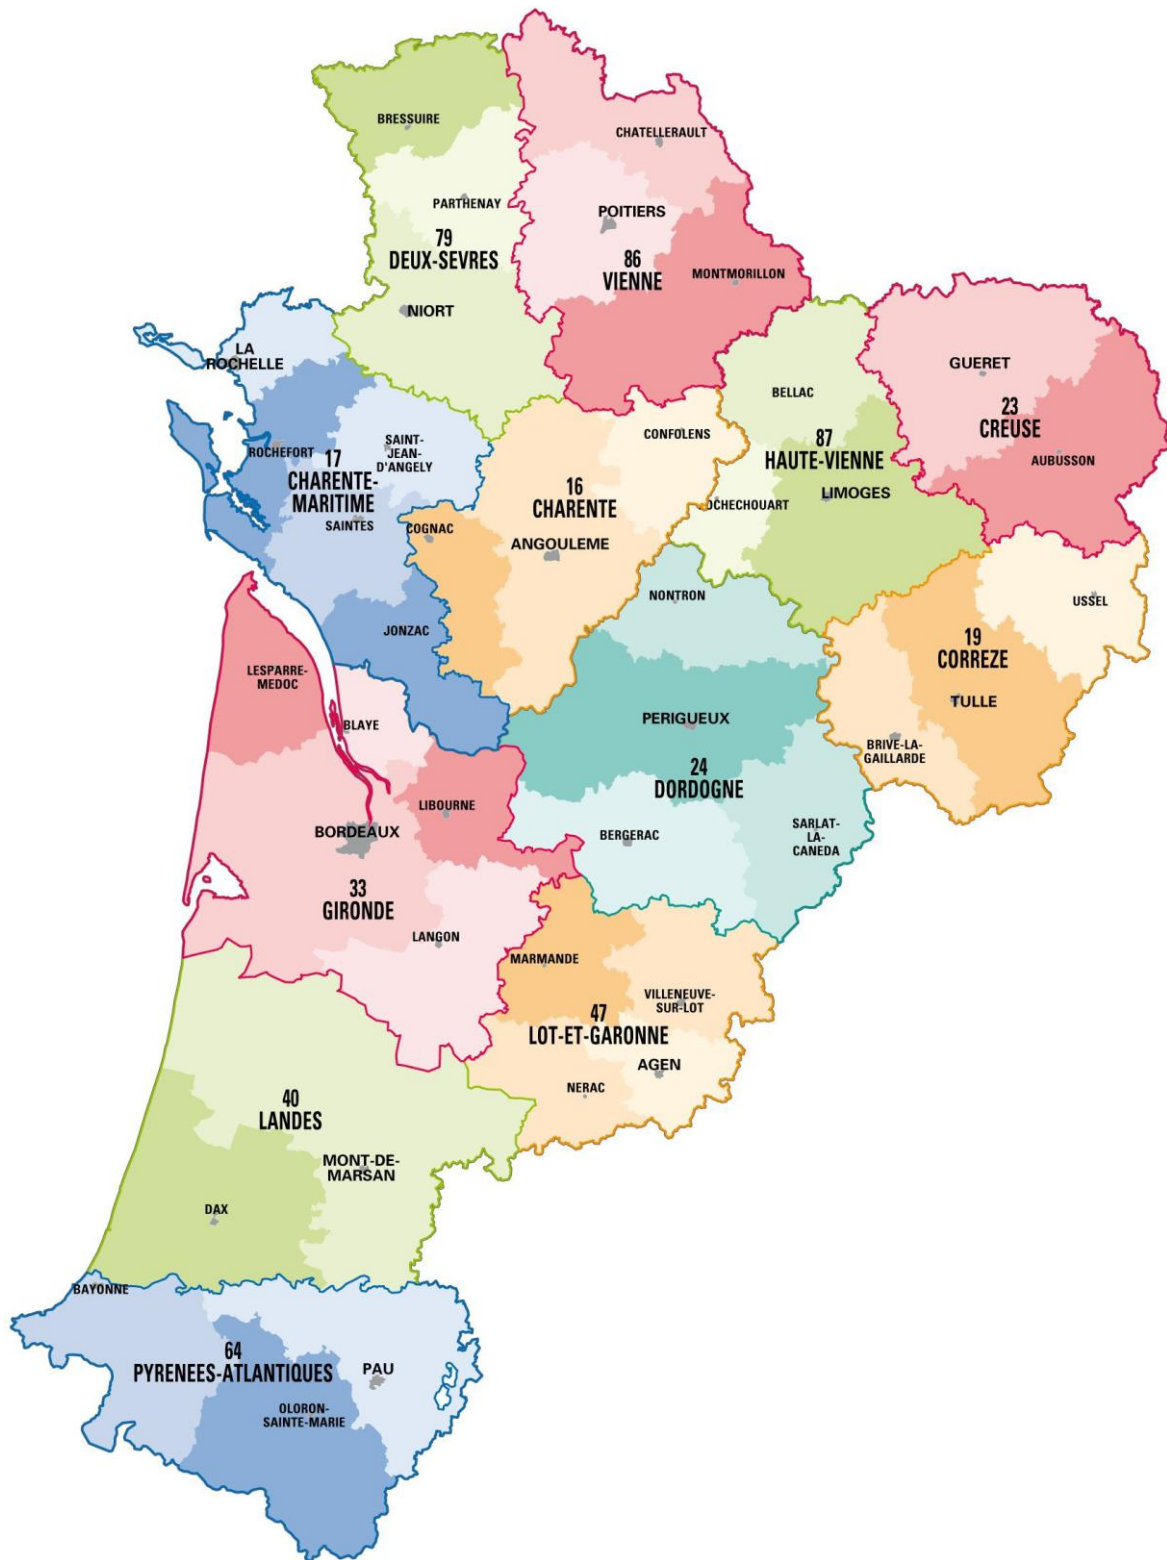 BRESSUIRE
CHATELLERAULT
PARTHENAY
POITIERS
79
DEUX-SEVRES
86
VIENNE
MONTMORILLON
NIORT
LA
ROCHELLE
GUERET
BELLAC
23
CREUSE
CONFOLENS
87
HAUTE-VIENNE
AUBUSSON
ROCHEFORT
SAINT-
JEAN-
D'ANGELY
17
CHARENTE-
MARITIME
SAINTES
16
CHARENTE
LIMOGES
OCHECHOUART
COGNAC
ANGOULEME
NONTRON
USSEL
JONZAC
19
CORREZE
LESPARRE-
MEDOC
TULLE
BLAYE
PERIGUEUX
BRIVE-LA-
GAILLARDE
24
DORDOGNE
LIBOURNE
BORDEAUX
BERGERAC
SARLAT-
LA-
CANEDA
33
GIRONDE
LANGON
MARMANDE
VILLENEUVE-
SUR-LOT
47
LOT-ET-GARONNE
AGEN
NERAC
40
LANDES
MONT-DE-
MARSAN
DAX
BAYONNE
64
PYRENEES-ATLANTIQUES
PAU
OLORON-
SAINTE-MARIE